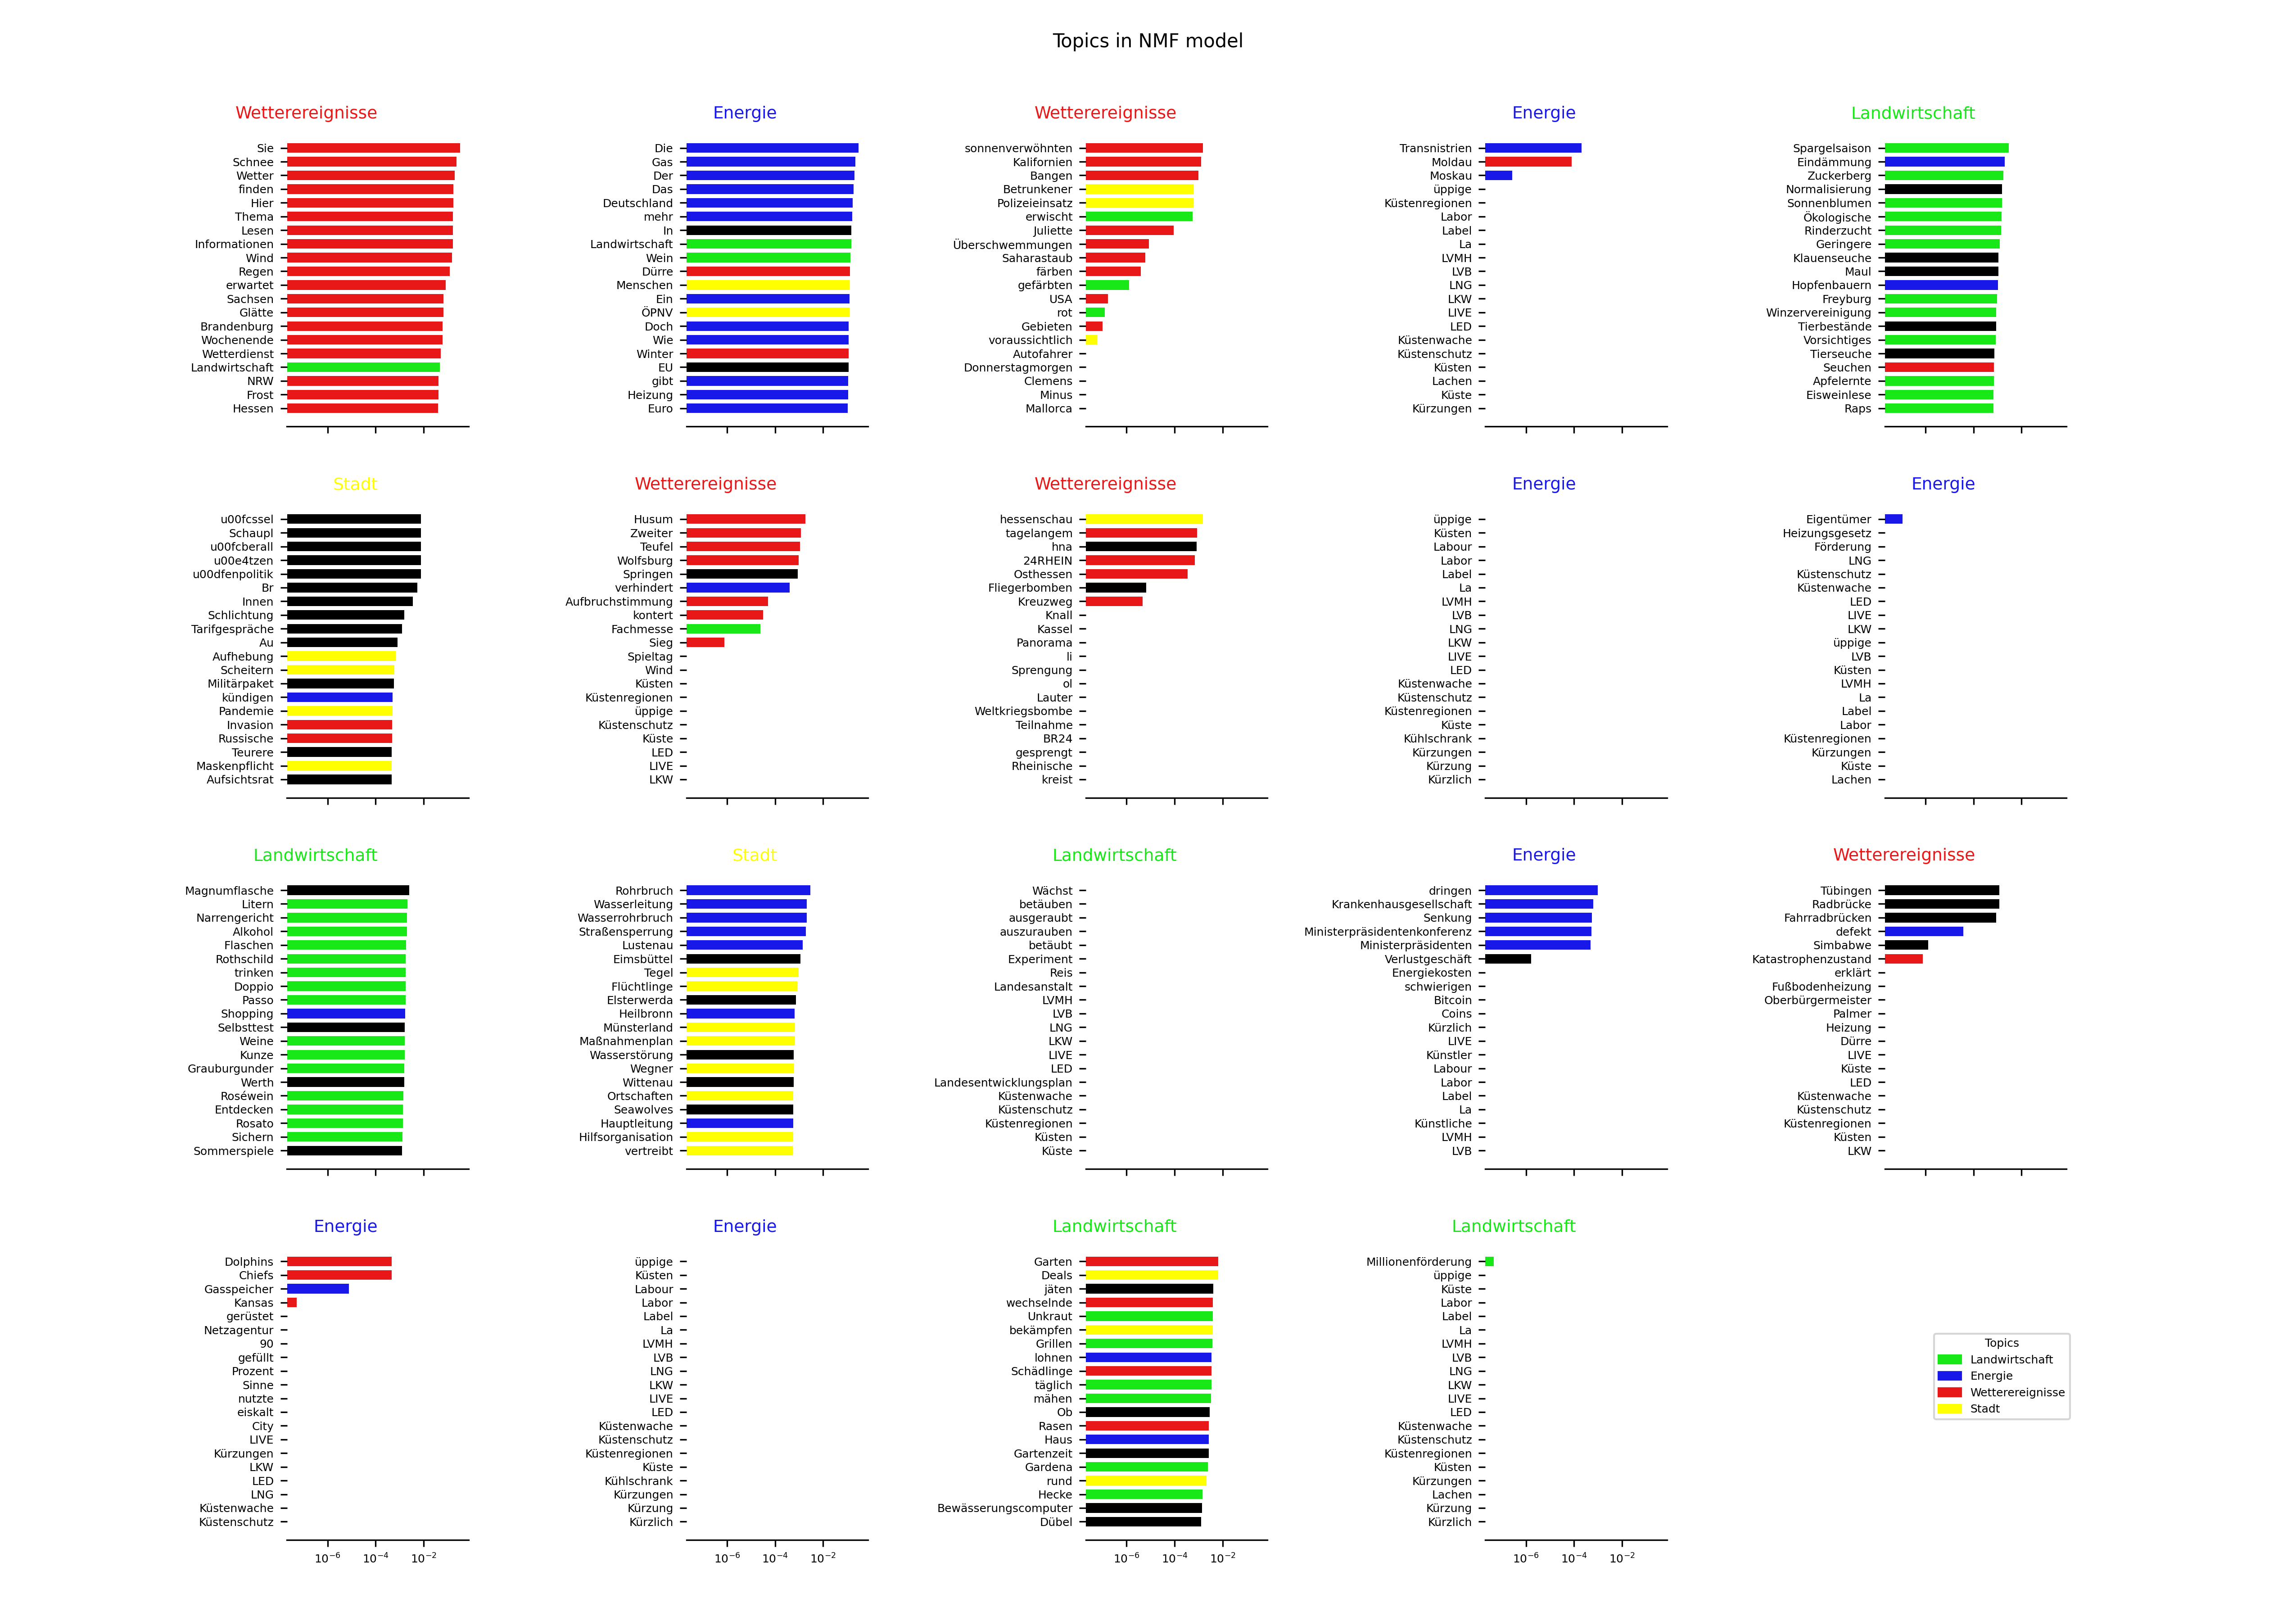 Topics in NMF model
Wetterereignisse
Sie
Schnee
Wetter
finden
Hier
Thema
Lesen
Informationen
Wind
Regen
erwartet
Sachsen
Glätte
Brandenburg
Wochenende
Wetterdienst
Landwirtschaft
NRW
Frost
Hessen
Energie
Die
Gas
Der
Das
Deutschland
mehr
In
Landwirtschaft
Wein
Dürre
Menschen
Ein
ÖPNV
Doch
Wie
Winter
EU
gibt
Heizung
Euro
Wetterereignisse
sonnenverwöhnten
Kalifornien
Bangen
Betrunkener
Polizeieinsatz
erwischt
Juliette
Überschwemmungen
Saharastaub
färben
gefärbten
USA
rot
Gebieten
voraussichtlich
Autofahrer
Donnerstagmorgen
Clemens
Minus
Mallorca
Energie
Transnistrien
Moldau
Moskau
üppige
Küstenregionen
Labor
Label
La
LVMH
LVB
LNG
LKW
LIVE
LED
Küstenwache
Küstenschutz
Küsten
Lachen
Küste
Kürzungen
Landwirtschaft
Spargelsaison
Eindämmung
Zuckerberg
Normalisierung
Sonnenblumen
Ökologische
Rinderzucht
Geringere
Klauenseuche
Maul
Hopfenbauern
Freyburg
Winzervereinigung
Tierbestände
Vorsichtiges
Tierseuche
Seuchen
Apfelernte
Eisweinlese
Raps
Stadt
u00fcssel
Schaupl
u00fcberall
u00e4tzen
u00dfenpolitik
Br
Innen
Schlichtung
Tarifgespräche
Au
Aufhebung
Scheitern
Militärpaket
kündigen
Pandemie
Invasion
Russische
Teurere
Maskenpflicht
Aufsichtsrat
Wetterereignisse
Husum
Zweiter
Teufel
Wolfsburg
Springen
verhindert
Aufbruchstimmung
kontert
Fachmesse
Sieg
Spieltag
Wind
Küsten
Küstenregionen
üppige
Küstenschutz
Küste
LED
LIVE
LKW
Wetterereignisse
hessenschau
tagelangem
hna
24RHEIN
Osthessen
Fliegerbomben
Kreuzweg
Knall
Kassel
Panorama
li
Sprengung
ol
Lauter
Weltkriegsbombe
Teilnahme
BR24
gesprengt
Rheinische
kreist
Energie
üppige
Küsten
Labour
Labor
Label
La
LVMH
LVB
LNG
LKW
LIVE
LED
Küstenwache
Küstenschutz
Küstenregionen
Küste
Kühlschrank
Kürzungen
Kürzung
Kürzlich
Energie
Eigentümer
Heizungsgesetz
Förderung
LNG
Küstenschutz
Küstenwache
LED
LIVE
LKW
üppige
LVB
Küsten
LVMH
La
Label
Labor
Küstenregionen
Kürzungen
Küste
Lachen
Landwirtschaft
Magnumflasche
Litern
Narrengericht
Alkohol
Flaschen
Rothschild
trinken
Doppio
Passo
Shopping
Selbsttest
Weine
Kunze
Grauburgunder
Werth
Roséwein
Entdecken
Rosato
Sichern
Sommerspiele
Stadt
Rohrbruch
Wasserleitung
Wasserrohrbruch
Straßensperrung
Lustenau
Eimsbüttel
Tegel
Flüchtlinge
Elsterwerda
Heilbronn
Münsterland
Maßnahmenplan
Wasserstörung
Wegner
Wittenau
Ortschaften
Seawolves
Hauptleitung
Hilfsorganisation
vertreibt
Landwirtschaft
Wächst
betäuben
ausgeraubt
auszurauben
betäubt
Experiment
Reis
Landesanstalt
LVMH
LVB
LNG
LKW
LIVE
LED
Landesentwicklungsplan
Küstenwache
Küstenschutz
Küstenregionen
Küsten
Küste
Energie
dringen
Krankenhausgesellschaft
Senkung
Ministerpräsidentenkonferenz
Ministerpräsidenten
Verlustgeschäft
Energiekosten
schwierigen
Bitcoin
Coins
Kürzlich
LIVE
Künstler
Labour
Labor
Label
La
Künstliche
LVMH
LVB
Wetterereignisse
Tübingen
Radbrücke
Fahrradbrücken
defekt
Simbabwe
Katastrophenzustand
erklärt
Fußbodenheizung
Oberbürgermeister
Palmer
Heizung
Dürre
LIVE
Küste
LED
Küstenwache
Küstenschutz
Küstenregionen
Küsten
LKW
Energie
Dolphins
Chiefs
Gasspeicher
Kansas
gerüstet
Netzagentur
90
gefüllt
Prozent
Sinne
nutzte
eiskalt
City
LIVE
Kürzungen
LKW
LED
LNG
Küstenwache
Küstenschutz
10⁻⁶ 10⁻⁴ 10⁻²
Energie
üppige
Küsten
Labour
Labor
Label
La
LVMH
LVB
LNG
LKW
LIVE
LED
Küstenwache
Küstenschutz
Küstenregionen
Küste
Kühlschrank
Kürzungen
Kürzung
Kürzlich
10⁻⁶ 10⁻⁴ 10⁻²
Landwirtschaft
Garten
Deals
jäten
wechselnde
Unkraut
bekämpfen
Grillen
lohnen
Schädlinge
täglich
mähen
Ob
Rasen
Haus
Gartenzeit
Gardena
rund
Hecke
Bewässerungscomputer
Dübel
10⁻⁶ 10⁻⁴ 10⁻²
Landwirtschaft
Millionenförderung
üppige
Küste
Labor
Label
La
LVMH
LVB
LNG
LKW
LIVE
LED
Küstenwache
Küstenschutz
Küstenregionen
Küsten
Kürzungen
Lachen
Kürzung
Kürzlich
10⁻⁶ 10⁻⁴ 10⁻²
Topics
Landwirtschaft
Energie
Wetterereignisse
Stadt